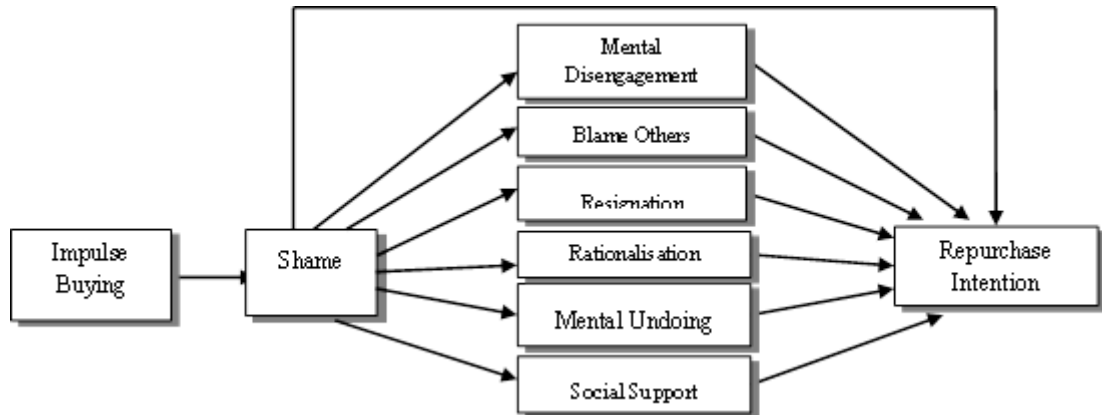 Mental
Disengagement
Blame Others
Resignation
Impulse
Buying
Shame
Rationalisation
Repurchase
Intention
Mental Undoing
Social Support